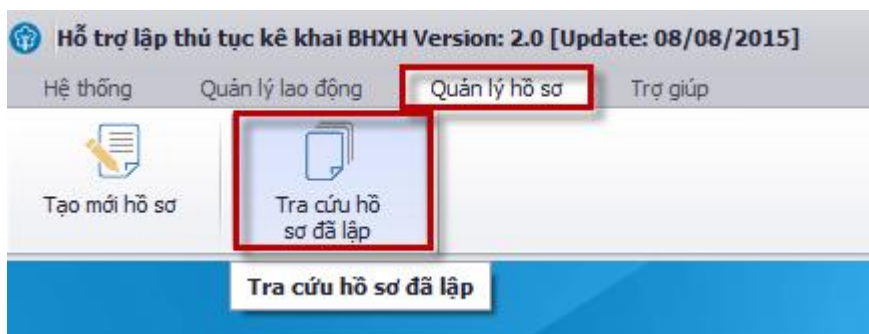 Hỗ trợ lập thủ tục kê khai BHXH Version: 2.0 [Update: 08/08/2015]
Hệ thống Quản lý lao động Quản lý hồ sơ Trợ giúp
Tạo mới hồ sơ
Tra cứu hồ
sơ đã lập
Tra cứu hồ sơ đã lập